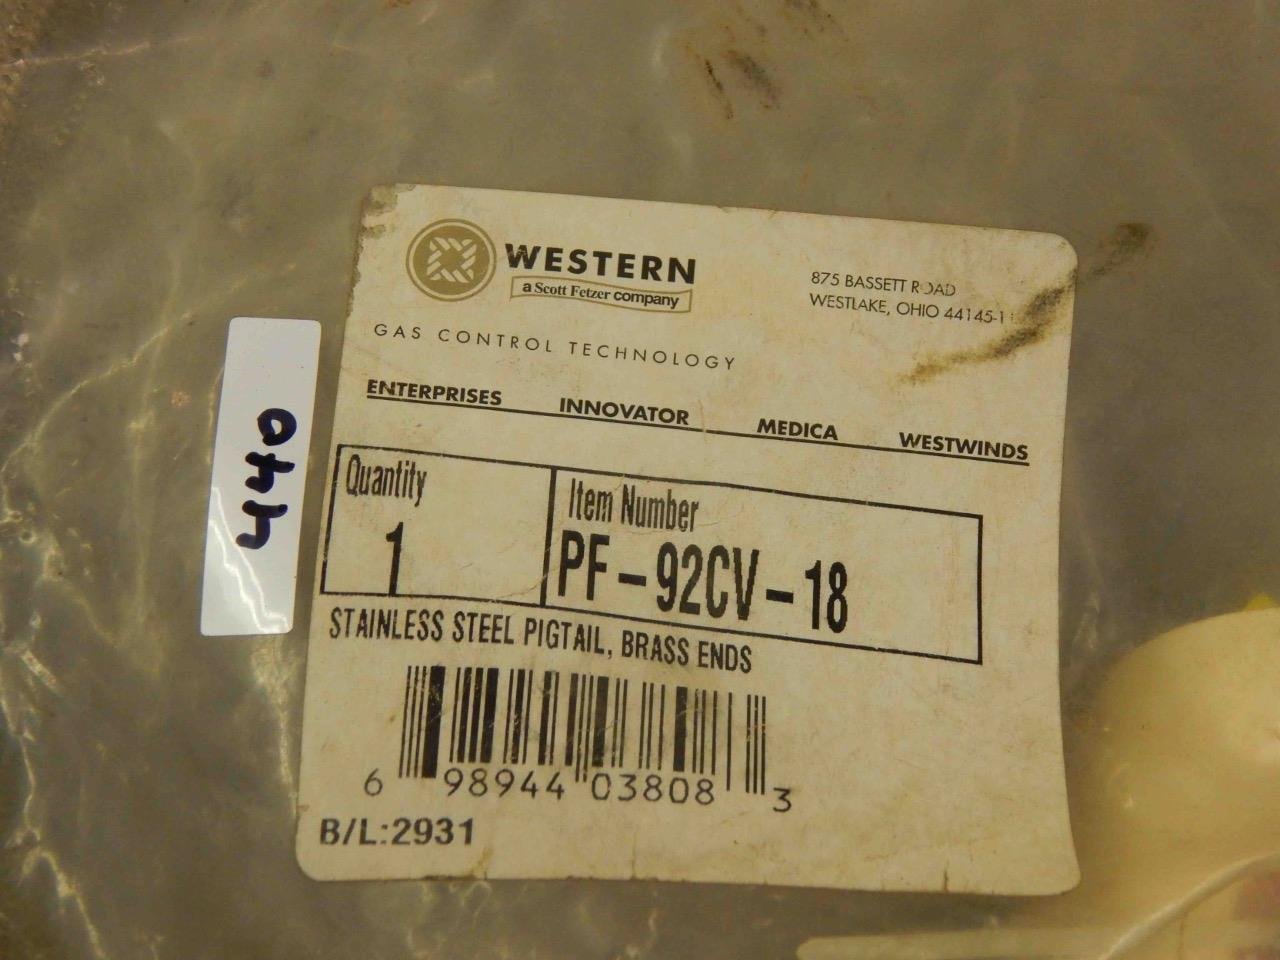 WESTERN
a Scott Fetzer company
875 BASSETT ROAD
WESTLAKE, OHIO 44145-1
GAS CONTROL TECHNOLOGY
ENTERPRISES INNOVATOR MEDICA WESTWINDS
Quantity
1
Item Number
PF-92CV-18
STAINLESS STEEL PIGTAIL, BRASS ENDS
6 98944 03808 3
B/L:2931
440